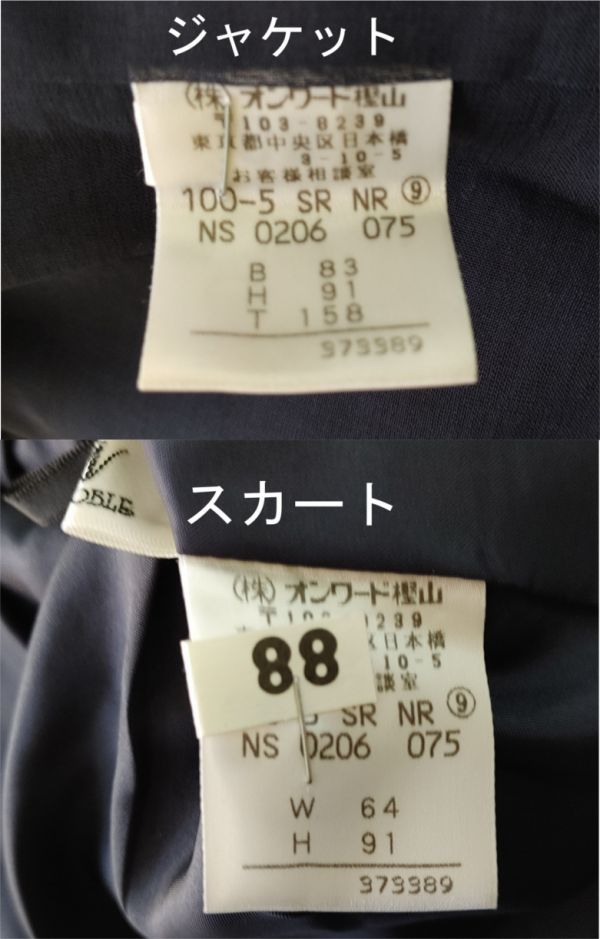 ジャケット
(株)オンワード樫山
〒103-8239
東京都中央区日本橋
3-10-5
お客様相談室
100-5 SR NR ⑨
NS 0206 075
B 83
H 91
T 158
373389
スカート
OBLE
(株)オンワード樫山
〒10 8239
区日本橋
10-5
談室
88
SR NR ⑨
NS 0206 075
W 64
H 91
373389